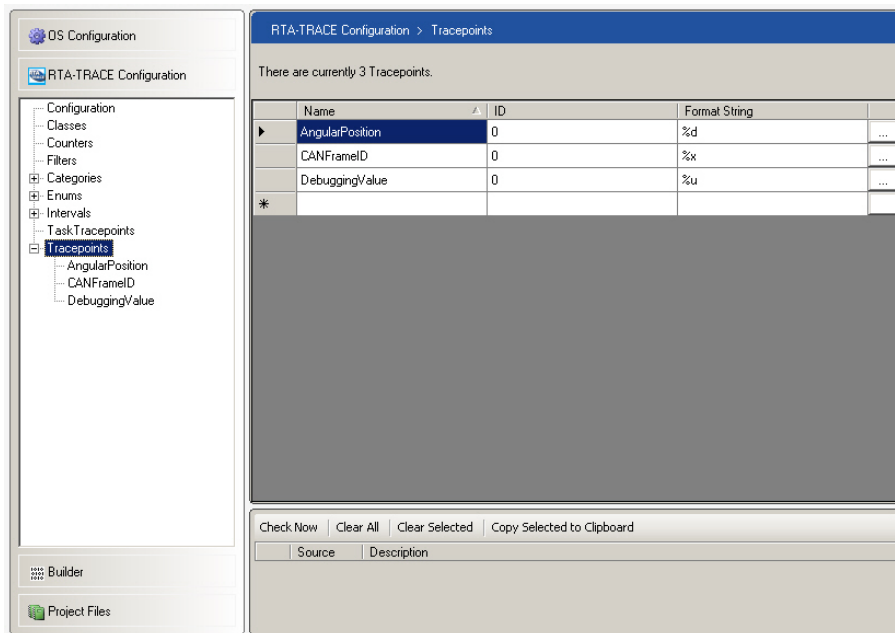 OS Configuration
RTA-TRACE Configuration
Configuration
Classes
Counters
Filters
Categories
Enums
Intervals
TaskTracepoints
Tracepoints
AngularPosition
CANFrameID
DebuggingValue
Builder
Project Files
RTA-TRACE Configuration > Tracepoints
There are currently 3 Tracepoints.
Name ID Format String
AngularPosition 0 %d ...
CANFrameID 0 %x ...
DebuggingValue 0 %u ...
Check Now Clear All Clear Selected Copy Selected to Clipboard
Source Description